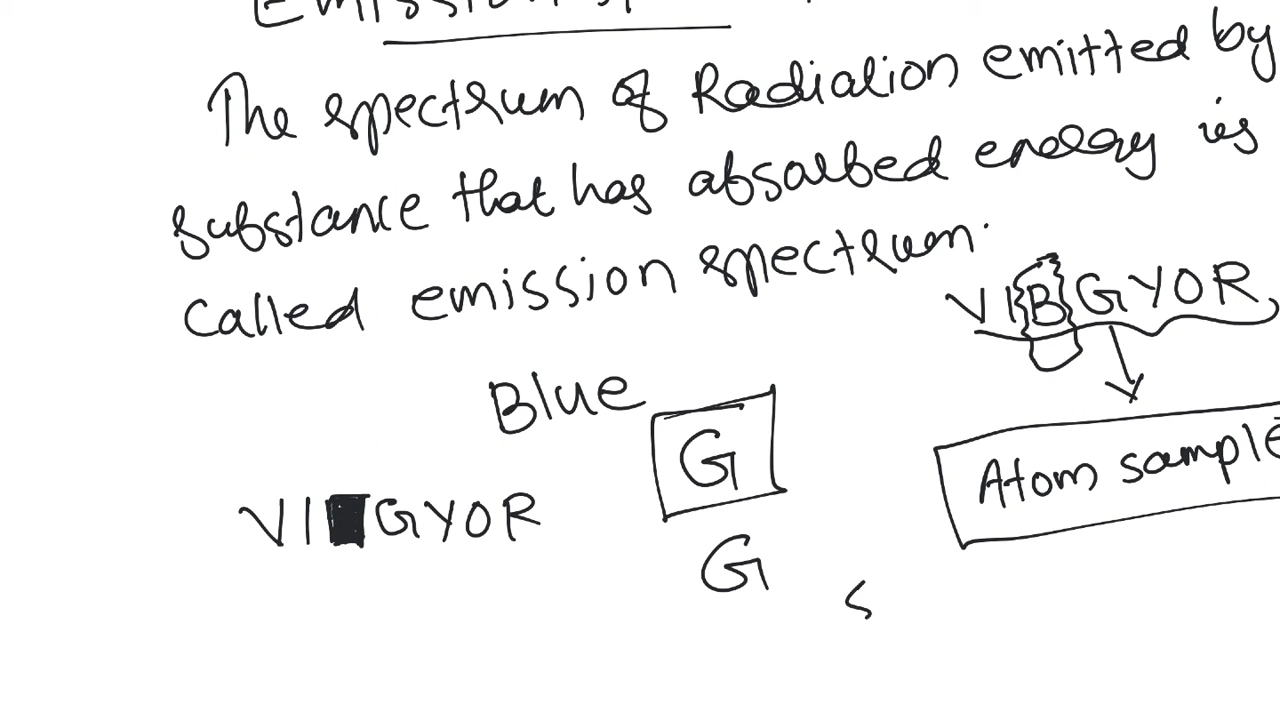 Emission
The spectrum of Radiation emitted by
substance that has absorbed energy is
called emission spectrum.
VIBGYOR
Blue
G
Atom sample
VI GYOR
G